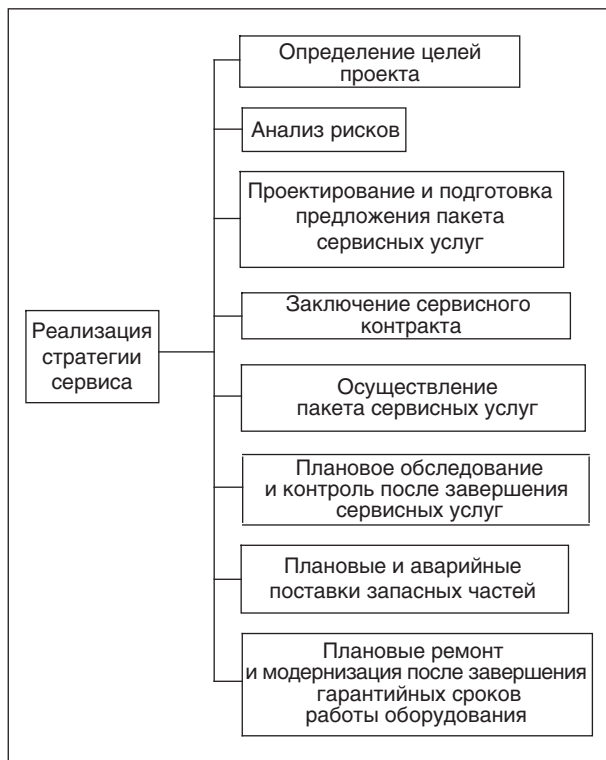 Реализация
стратегии
сервиса
Определение целей
проекта
Анализ рисков
Проектирование и подготовка
предложения пакета
сервисных услуг
Заключение сервисного
контракта
Осуществление
пакета сервисных услуг
Плановое обследование
и контроль после завершения
сервисных услуг
Плановые и аварийные
поставки запасных частей
Плановые ремонт
и модернизация после завершения
гарантийных сроков
работы оборудования